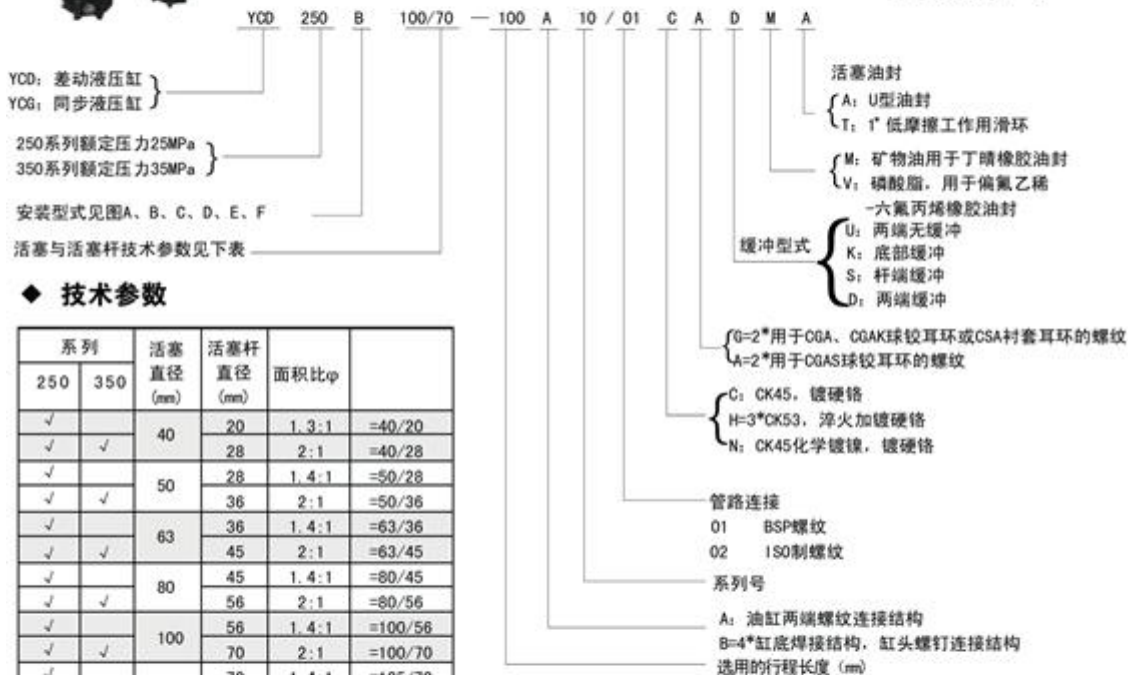 YCD 250 B 100/70 — 100 A 10 / 01 C A D M A
YCD：差动液压缸
YCG：同步液压缸
250系列额定压力25MPa
350系列额定压力35MPa
安装型式见图A、B、C、D、E、F
活塞与活塞杆技术参数见下表
活塞油封
A：U型油封
T：1*低摩擦工作用滑环
M：矿物油用于丁晴橡胶油封
V：磷酸脂，用于偏氟乙稀
-六氟丙烯橡胶油封
缓冲型式
U：两端无缓冲
K：底部缓冲
S：杆端缓冲
D：两端缓冲
G=2*用于CGA、CGAK球铰耳环或CSA衬套耳环的螺纹
A=2*用于CGAS球铰耳环的螺纹
C：CK45，镀硬铬
H=3*CK53，淬火加镀硬铬
N：CK45化学镀镍，镀硬铬
管路连接
01 BSP螺纹
02 ISO制螺纹
系列号
A：油缸两端螺纹连接结构
B=4*缸底焊接结构，缸头螺钉连接结构
选用的行程长度（mm）
◆ 技术参数
系列 活塞直径(mm) 活塞杆直径(mm) 面积比φ
250 350
√ 40 20 1.3:1 =40/20
√ √ 28 2:1 =40/28
√ 50 28 1.4:1 =50/28
√ √ 36 2:1 =50/36
√ 63 36 1.4:1 =63/36
√ √ 45 2:1 =63/45
√ 80 45 1.4:1 =80/45
√ √ 56 2:1 =80/56
√ 100 56 1.4:1 =100/56
√ √ 70 2:1 =100/70